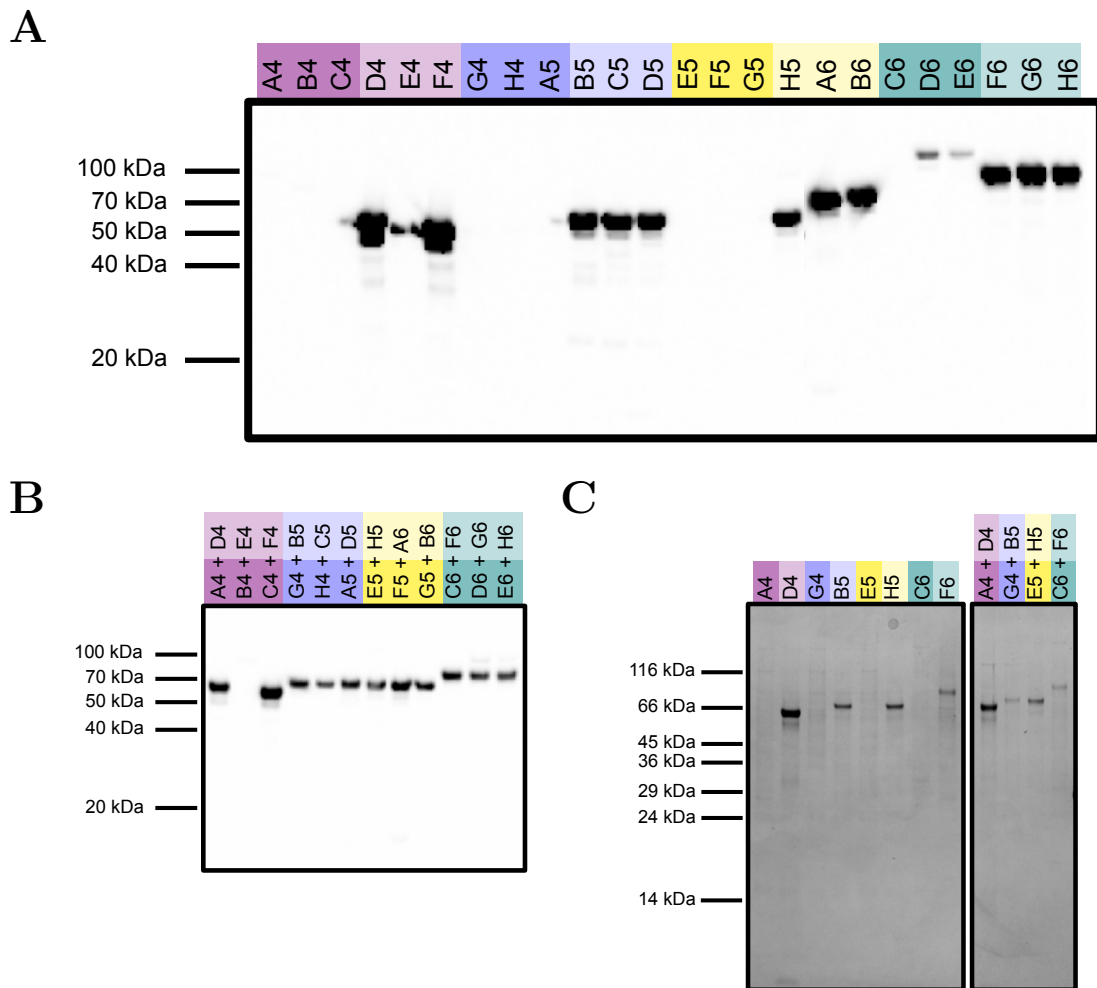 A
A4 B4 C4 D4 E4 F4 G4 H4 A5 B5 C5 D5 E5 F5 G5 H5 A6 B6 C6 D6 E6 F6 G6 H6
100 kDa
70 kDa
50 kDa
40 kDa
20 kDa
B
A4 + D4
B4 + E4
C4 + F4
G4 + B5
H4 + C5
A5 + D5
E5 + H5
F5 + A6
G5 + B6
C6 + F6
D6 + G6
E6 + H6
100 kDa
70 kDa
50 kDa
40 kDa
20 kDa
C
A4 D4 G4 B5 E5 H5 C6 F6
A4 + D4
G4 + B5
E5 + H5
C6 + F6
116 kDa
66 kDa
45 kDa
36 kDa
29 kDa
24 kDa
14 kDa